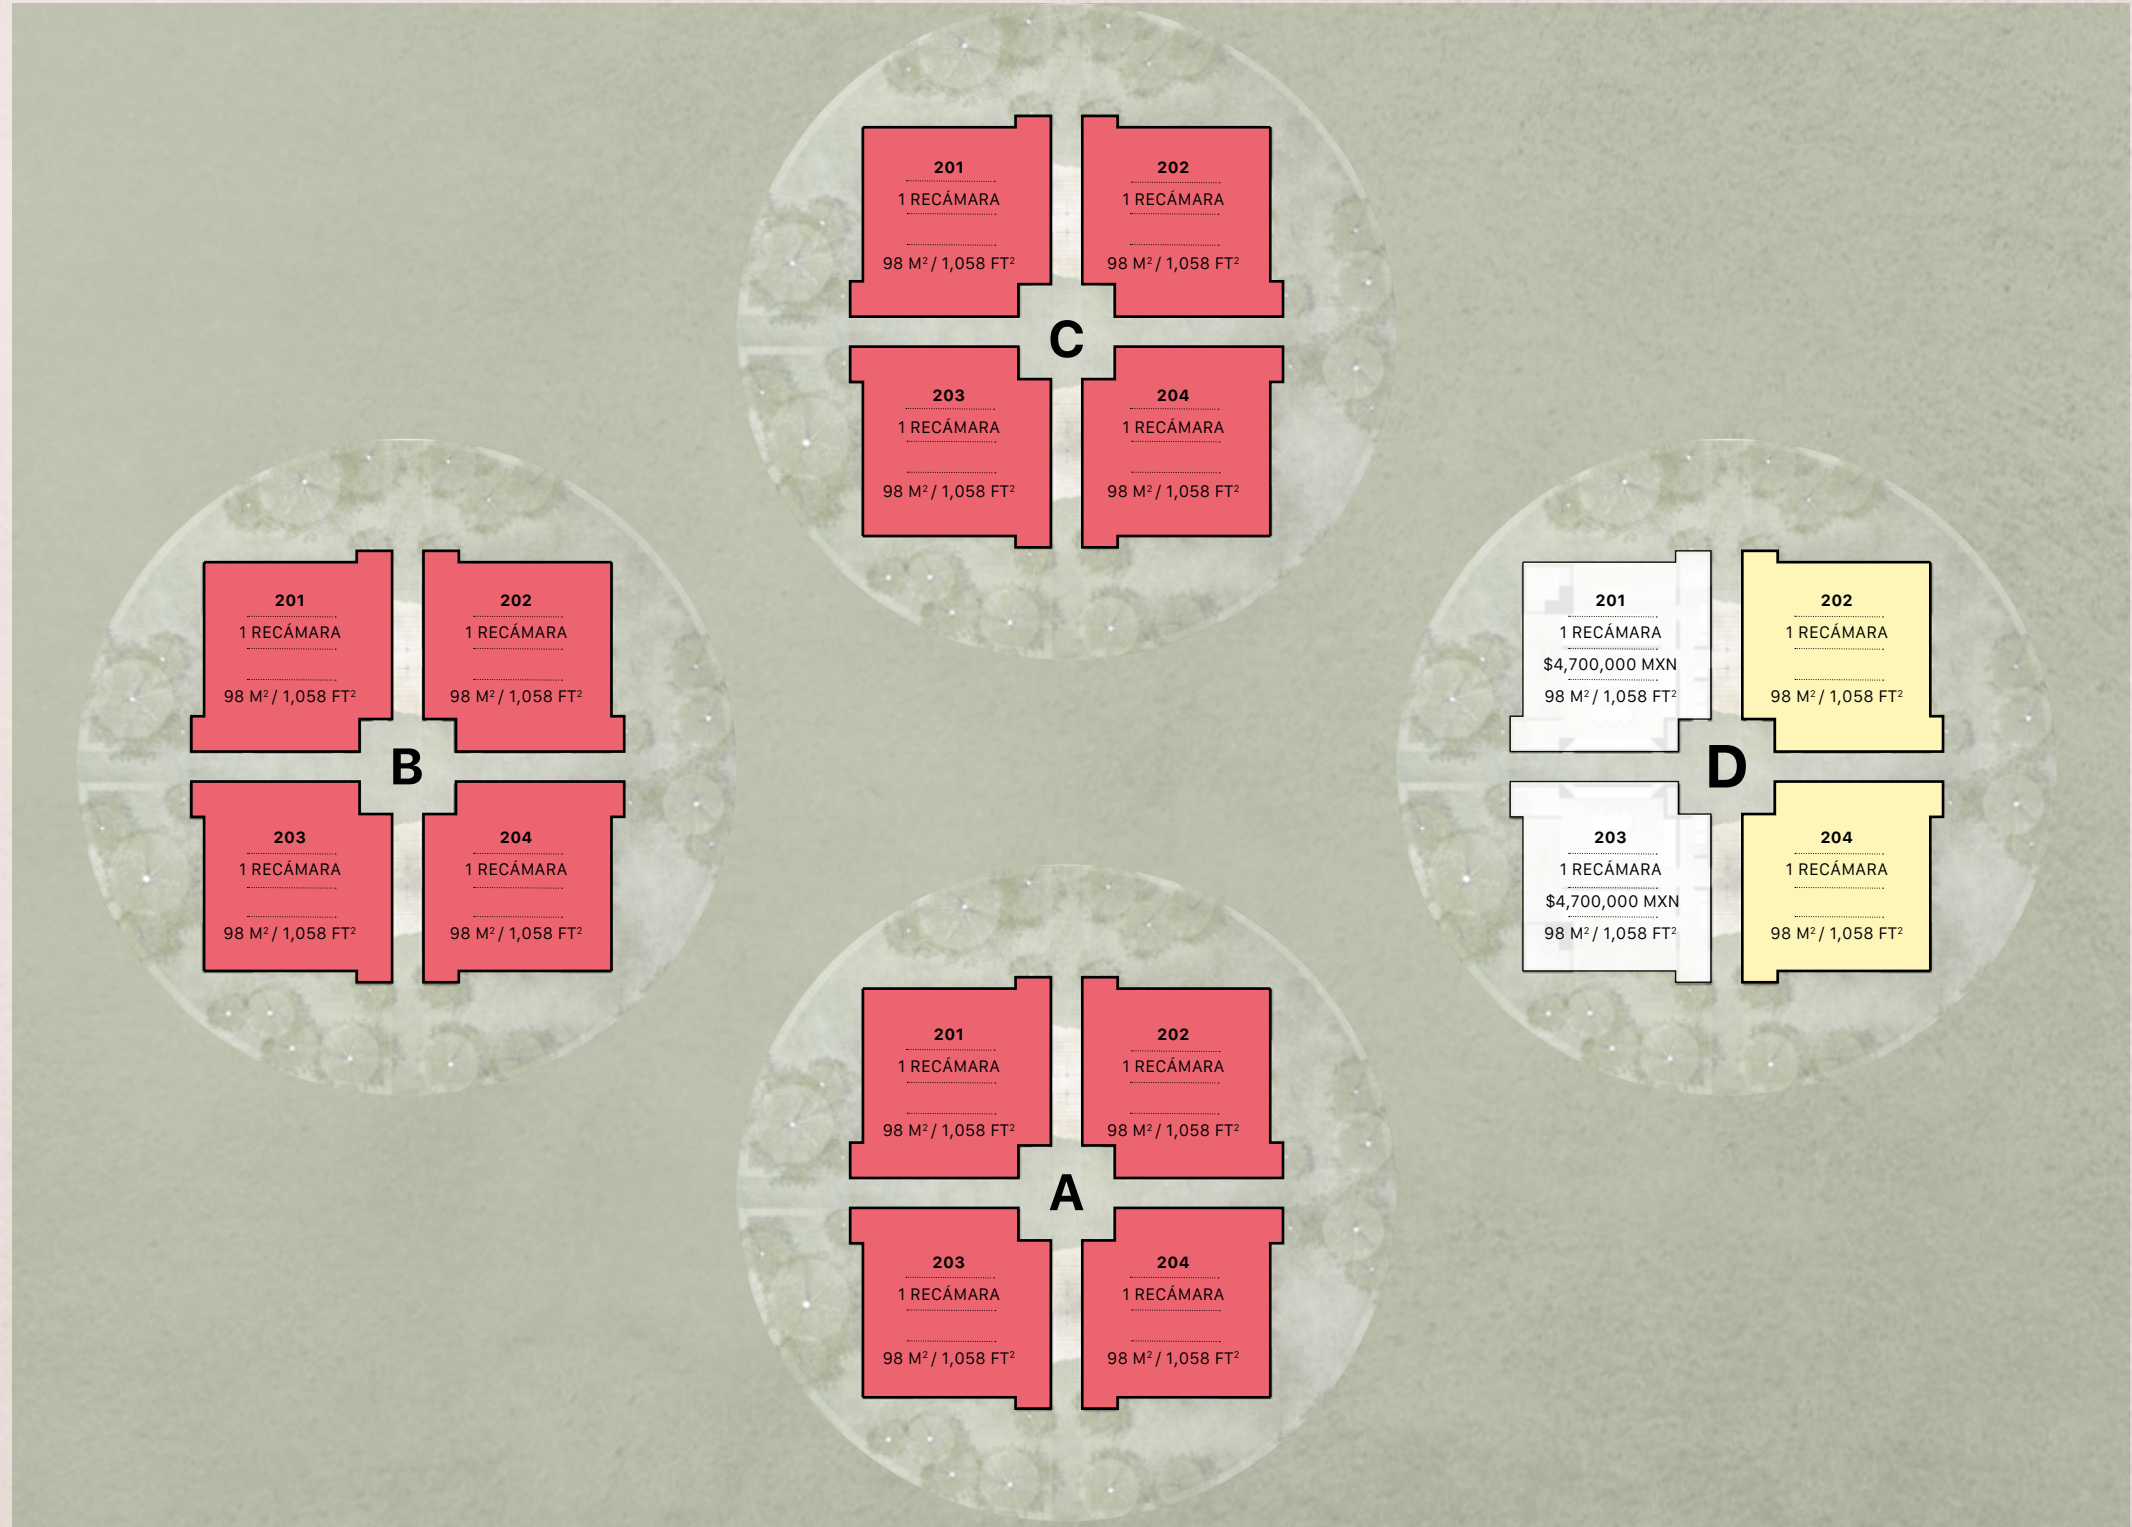 201
1 RECÁMARA
98 M²/ 1,058 FT²
202
1 RECÁMARA
98 M²/ 1,058 FT²
C
203
1 RECÁMARA
98 M²/ 1,058 FT²
204
1 RECÁMARA
98 M²/ 1,058 FT²
201
1 RECÁMARA
98 M²/ 1,058 FT²
202
1 RECÁMARA
98 M²/ 1,058 FT²
B
203
1 RECÁMARA
98 M²/ 1,058 FT²
204
1 RECÁMARA
98 M²/ 1,058 FT²
201
1 RECÁMARA
$4,700,000 MXN
98 M²/ 1,058 FT²
202
1 RECÁMARA
98 M²/ 1,058 FT²
D
203
1 RECÁMARA
$4,700,000 MXN
98 M²/ 1,058 FT²
204
1 RECÁMARA
98 M²/ 1,058 FT²
201
1 RECÁMARA
98 M²/ 1,058 FT²
202
1 RECÁMARA
98 M²/ 1,058 FT²
A
203
1 RECÁMARA
98 M²/ 1,058 FT²
204
1 RECÁMARA
98 M²/ 1,058 FT²